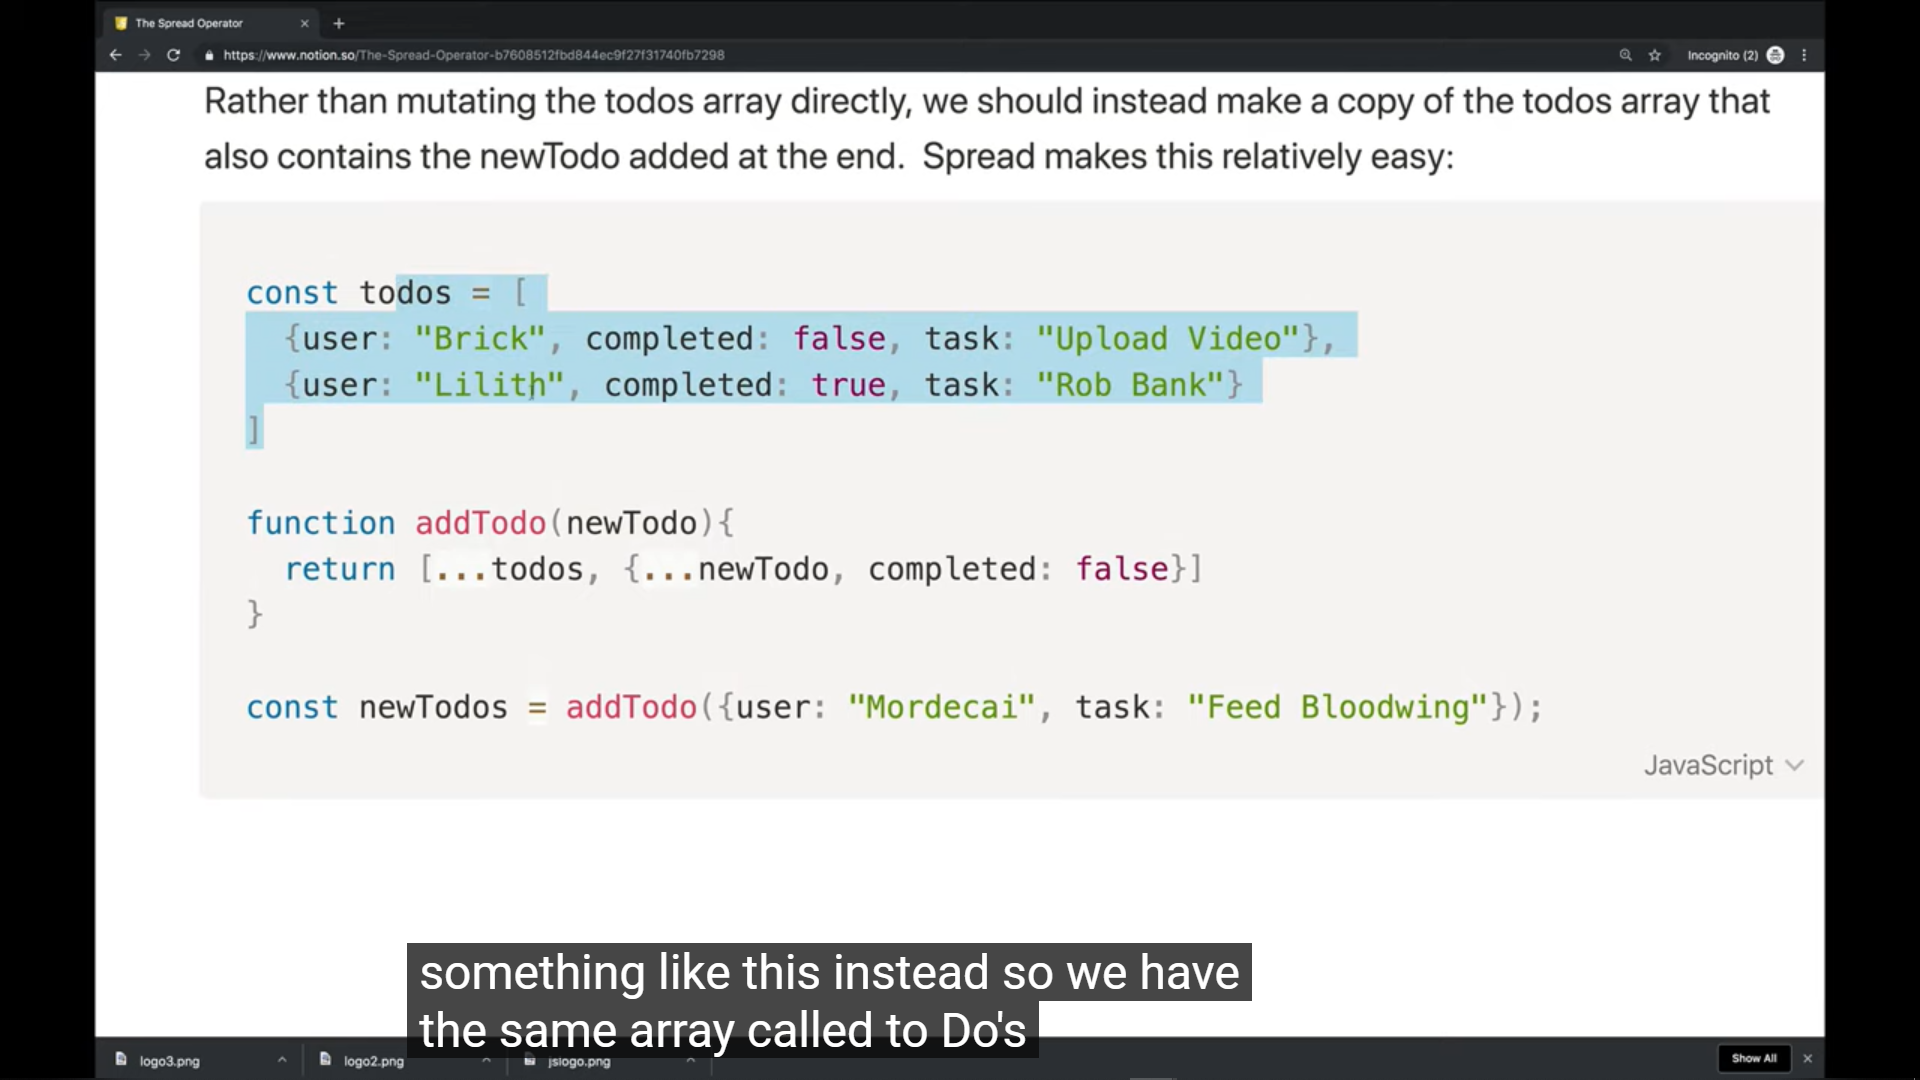 The Spread Operator
https://www.notion.so/The-Spread-Operator-b7608512fbd844ec9f27f31740fb7298
Incognito (2)
Rather than mutating the todos array directly, we should instead make a copy of the todos array that
also contains the newTodo added at the end.  Spread makes this relatively easy:
const todos = [
  {user: "Brick", completed: false, task: "Upload Video"},
  {user: "Lilith", completed: true, task: "Rob Bank"}
]
function addTodo(newTodo){
  return [...todos, {...newTodo, completed: false}]
}
const newTodos = addTodo({user: "Mordecai", task: "Feed Bloodwing"});
JavaScript
something like this instead so we have
the same array called to Do's
logo3.png
logo2.png
jslogo.png
Show All